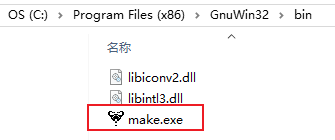 OS (C:) > Program Files (x86) > GnuWin32 > bin
名称
libiconv2.dll
libintl3.dll
make.exe